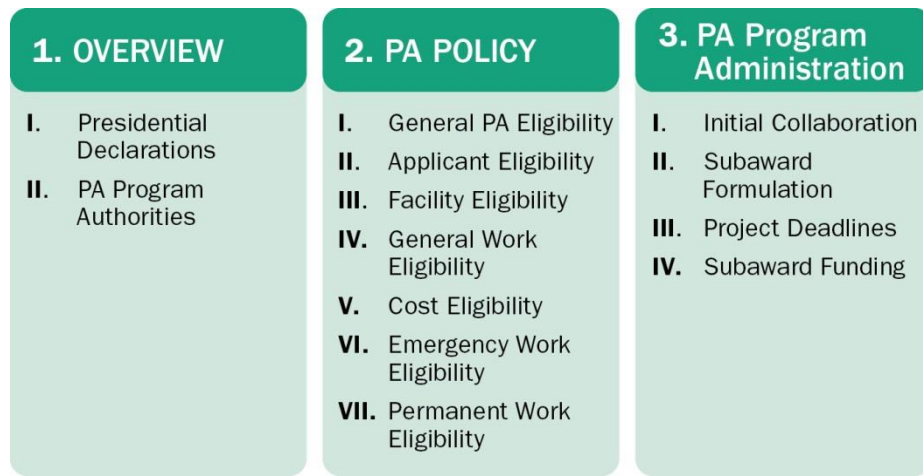 1. OVERVIEW
I. Presidential
Declarations
II. PA Program
Authorities
2. PA POLICY
I. General PA Eligibility
II. Applicant Eligibility
III. Facility Eligibility
IV. General Work
Eligibility
V. Cost Eligibility
VI. Emergency Work
Eligibility
VII. Permanent Work
Eligibility
3. PA Program
Administration
I. Initial Collaboration
II. Subaward
Formulation
III. Project Deadlines
IV. Subaward Funding